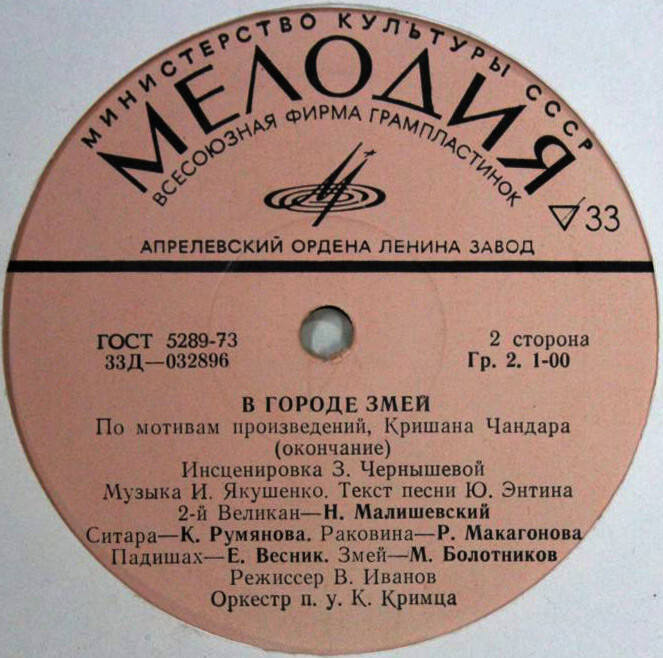 МИНИСТЕРСТВО КУЛЬТУРЫ СССР
МЕЛОДИЯ
ВСЕСОЮЗНАЯ ФИРМА ГРАМПЛАСТИНОК
33
АПРЕЛЕВСКИЙ ОРДЕНА ЛЕНИНА ЗАВОД
ГОСТ 5289-73
33Д—032896
2 сторона
Гр. 2. 1-00
В ГОРОДЕ ЗМЕЙ
По мотивам произведений, Кришана Чандара
(окончание)
Инсценировка З. Чернышевой
Музыка И. Якушенко. Текст песни Ю. Энтина
2-й Великан—Н. Малишевский
Ситара—К. Румянова. Раковина—Р. Макагонова
Падишах—Е. Весник. Змей—М. Болотников
Режиссер В. Иванов
Оркестр п. у. К. Кримца